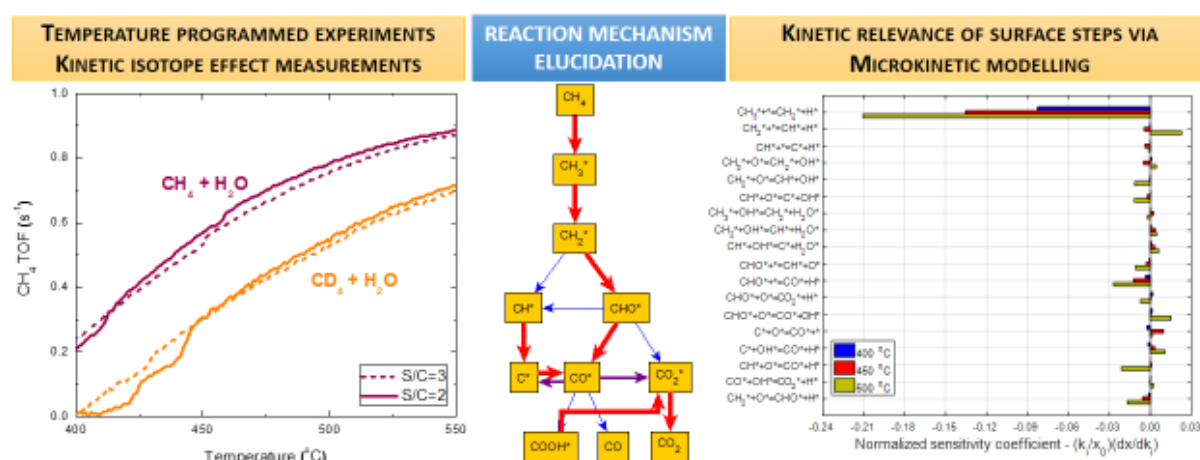 TEMPERATURE PROGRAMMED EXPERIMENTS
KINETIC ISOTOPE EFFECT MEASUREMENTS
REACTION MECHANISM
ELUCIDATION
KINETIC RELEVANCE OF SURFACE STEPS VIA
MICROKINETIC MODELLING
1.0
0.8
0.6
0.4
0.2
0.0
CH₄ TOF (s⁻¹)
CH₄ + H₂O
CD₄ + H₂O
S/C=3
S/C=2
400
450
500
550
Temperature (°C)
CH₄
CH₃*
CH₂*
CH*
CHO*
C*
CO*
CO₂*
COOH*
CO
CO₂
CH₃*+*=CH₂*+H*
CH₂*+*=CH*+H*
CH*+*=C*+H*
CH₃*+O*=CH₂*+OH*
CH₂*+O*=CH*+OH*
CH*+O*=C*+OH*
CH₃*+OH*=CH₂*+H₂O*
CH₂*+OH*=CH*+H₂O*
CH*+OH*=C*+H₂O*
CHO*+*=CH*+O*
CHO*+*=CO*+H*
CHO*+O*=CO₂*+H*
CHO*+O*=CO*+OH*
C*+O*=CO*+*
C*+OH*=CO*+H*
CH*+O*=CO*+H*
CO*+OH*=CO₂*+H*
CH₂*+O*=CHO*+H*
400 °C
450 °C
500 °C
-0.24
-0.21
-0.18
-0.15
-0.12
-0.09
-0.06
-0.03
0.00
0.03
Normalized sensitivity coefficient - (kᵢ/x₀)(dx/dkᵢ)